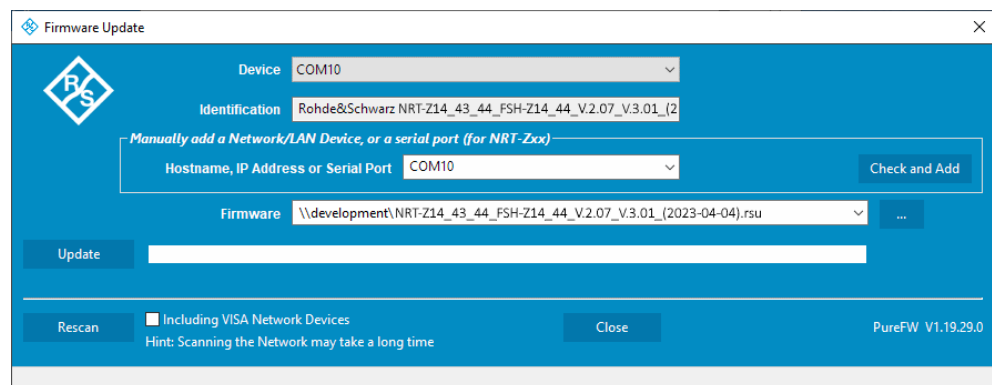 Firmware Update
R S
Device COM10
Identification Rohde&Schwarz NRT-Z14_43_44_FSH-Z14_44_V.2.07_V.3.01_(2
Manually add a Network/LAN Device, or a serial port (for NRT-Zxx)
Hostname, IP Address or Serial Port COM10 Check and Add
Firmware \\development\NRT-Z14_43_44_FSH-Z14_44_V.2.07_V.3.01_(2023-04-04).rsu ...
Update
Rescan Including VISA Network Devices Close PureFW V1.19.29.0
Hint: Scanning the Network may take a long time